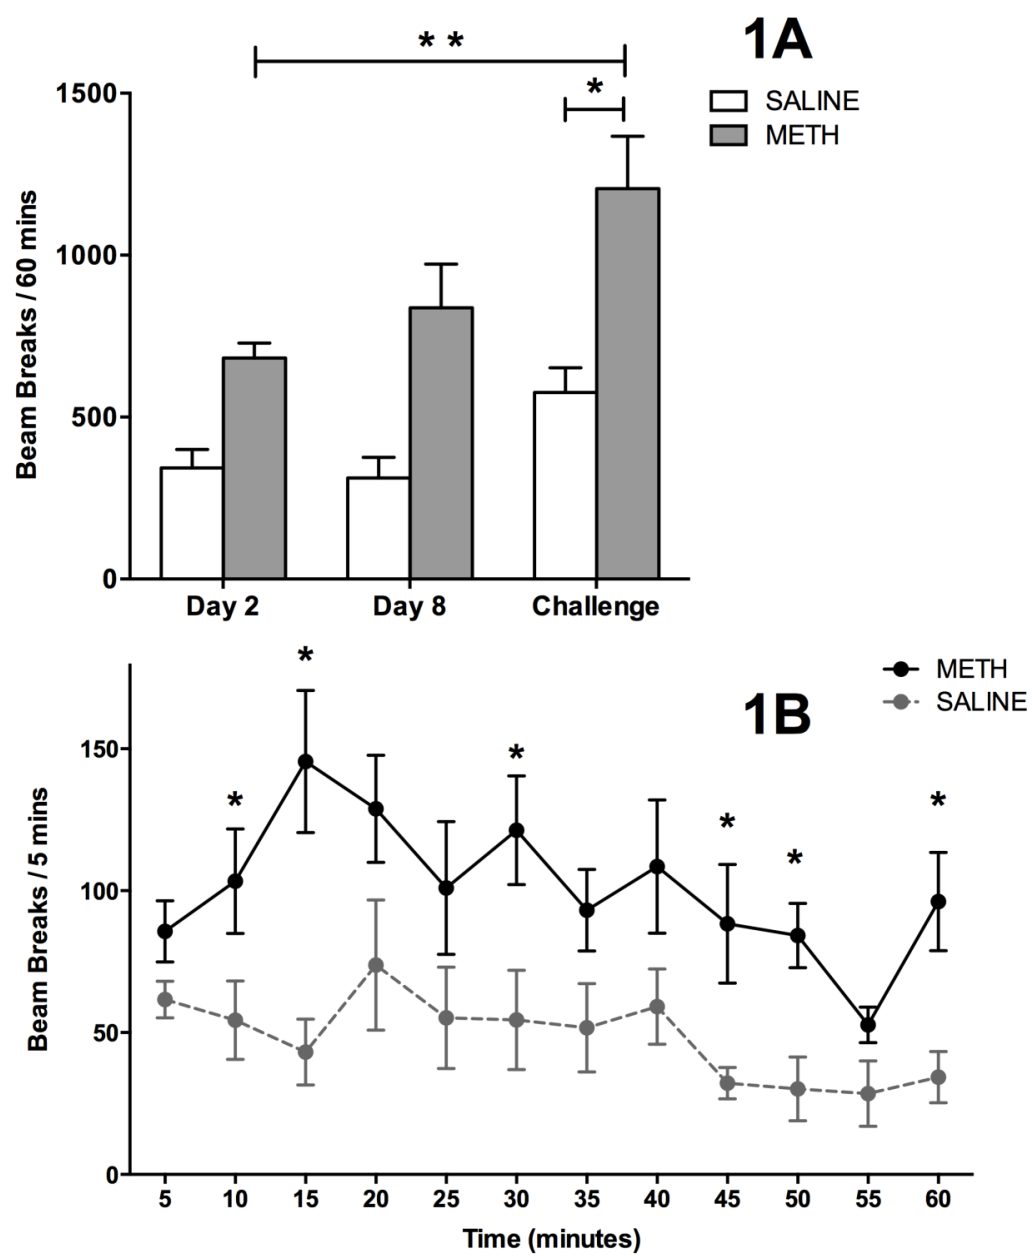 * *
1A
*
SALINE
METH
Beam Breaks / 60 mins
1500
1000
500
0
Day 2 Day 8 Challenge
METH
SALINE
1B
* * * * * *
Beam Breaks / 5 mins
150
100
50
0
5 10 15 20 25 30 35 40 45 50 55 60
Time (minutes)